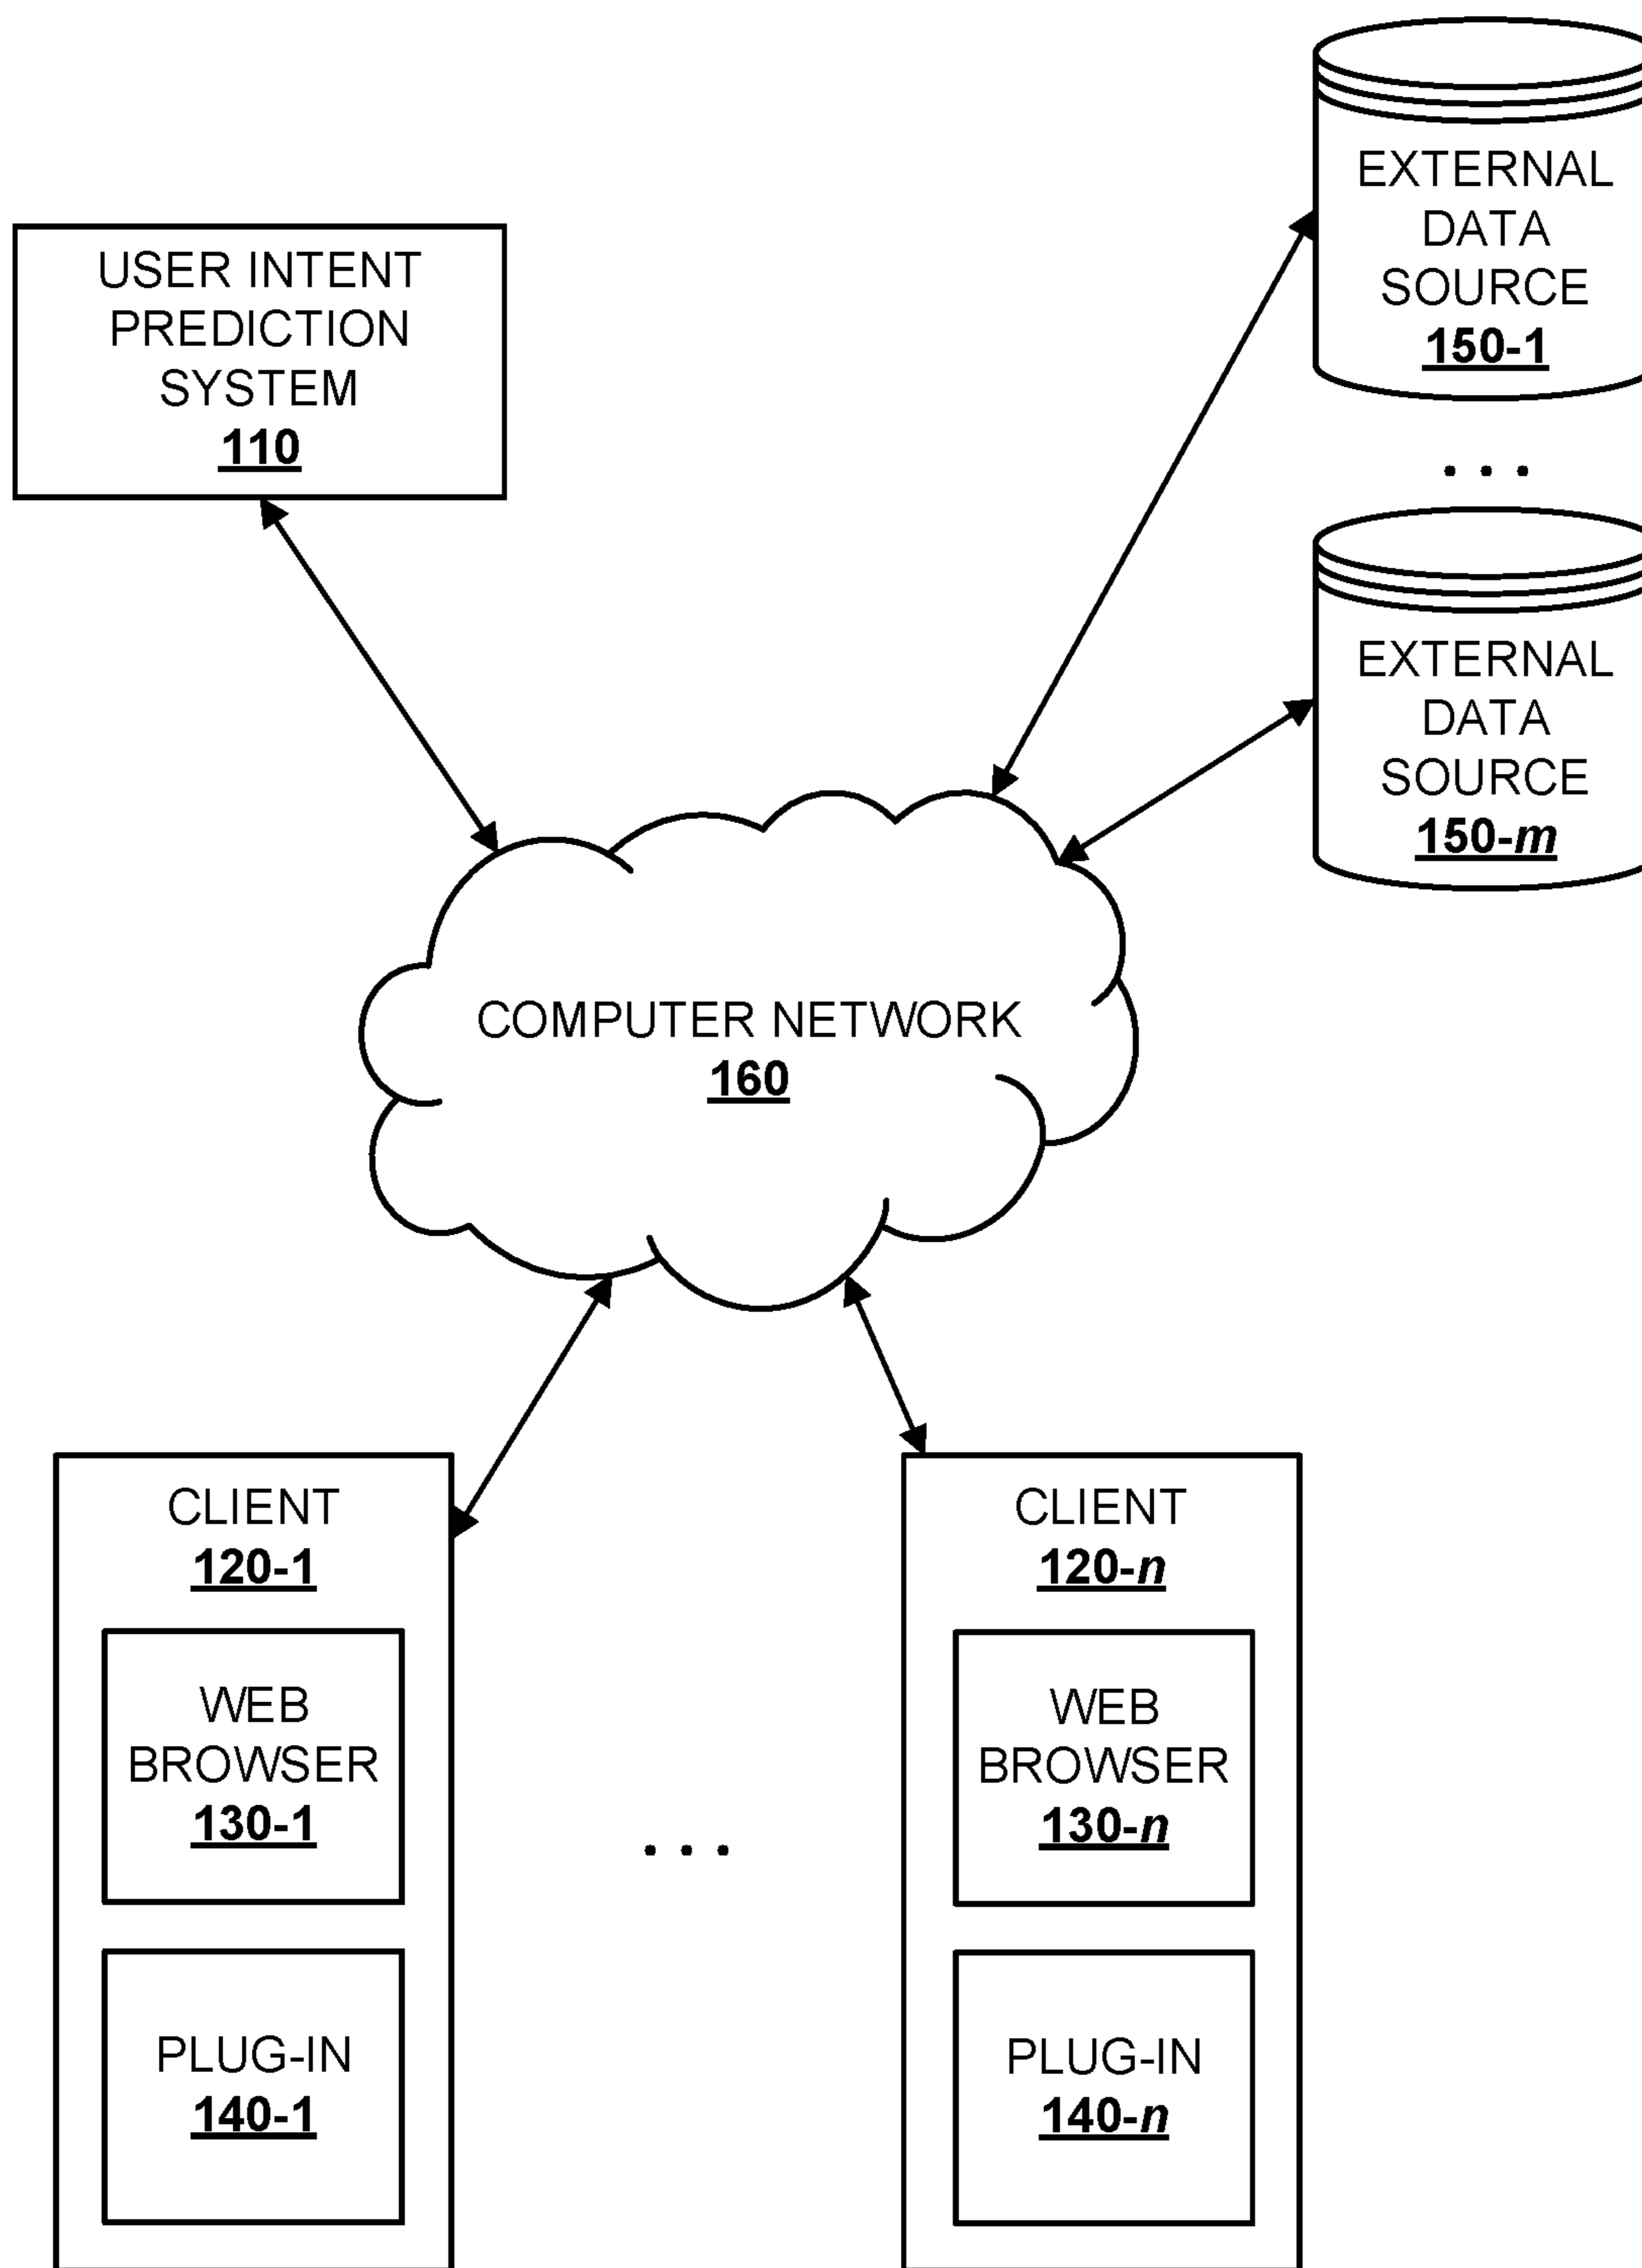 USER INTENT
PREDICTION
SYSTEM
110
EXTERNAL
DATA
SOURCE
150-1
. . .
EXTERNAL
DATA
SOURCE
150-m
COMPUTER NETWORK
160
CLIENT
120-1
WEB
BROWSER
130-1
PLUG-IN
140-1
. . .
CLIENT
120-n
WEB
BROWSER
130-n
PLUG-IN
140-n